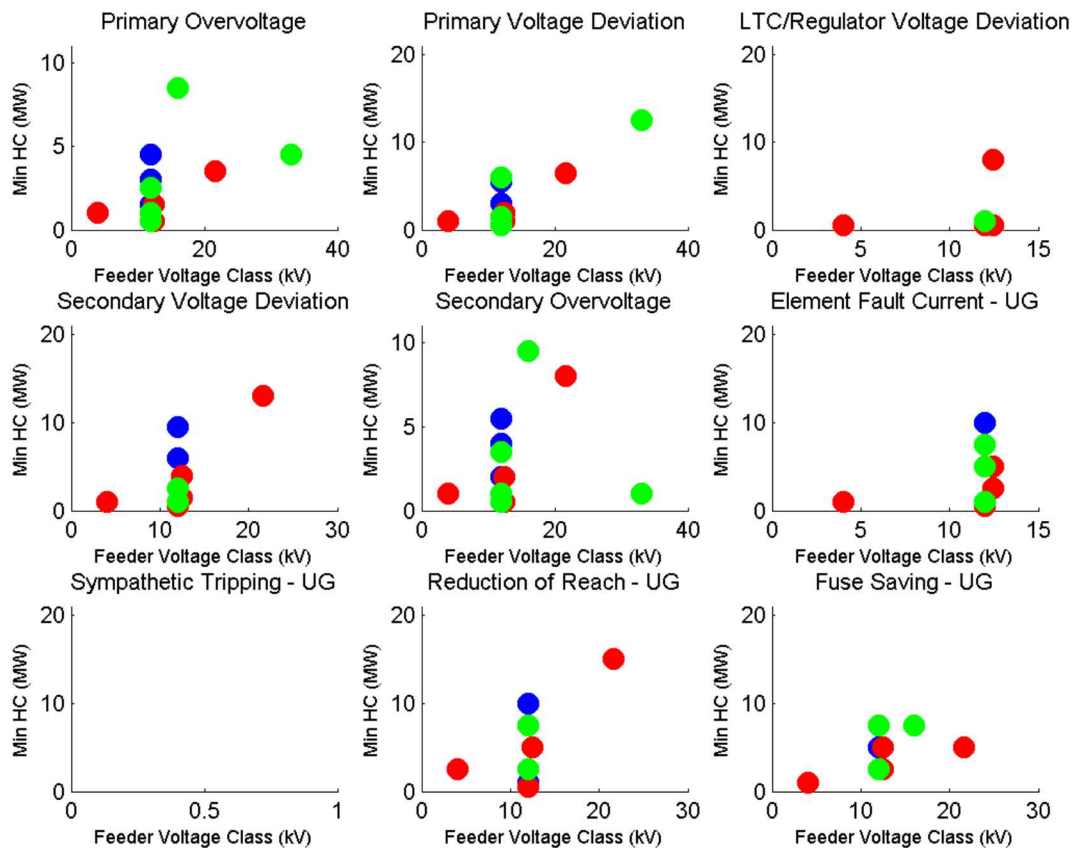 Primary Overvoltage
10
5
0
0 20 40
Min HC (MW)
Feeder Voltage Class (kV)
Primary Voltage Deviation
20
10
0
0 20 40
Min HC (MW)
Feeder Voltage Class (kV)
LTC/Regulator Voltage Deviation
20
10
0
0 5 10 15
Min HC (MW)
Feeder Voltage Class (kV)
Secondary Voltage Deviation
20
10
0
0 10 20 30
Min HC (MW)
Feeder Voltage Class (kV)
Secondary Overvoltage
10
5
0
0 20 40
Min HC (MW)
Feeder Voltage Class (kV)
Element Fault Current - UG
20
10
0
0 5 10 15
Min HC (MW)
Feeder Voltage Class (kV)
Sympathetic Tripping - UG
20
10
0
0 0.5 1
Min HC (MW)
Feeder Voltage Class (kV)
Reduction of Reach - UG
20
10
0
0 10 20 30
Min HC (MW)
Feeder Voltage Class (kV)
Fuse Saving - UG
20
10
0
0 10 20 30
Min HC (MW)
Feeder Voltage Class (kV)